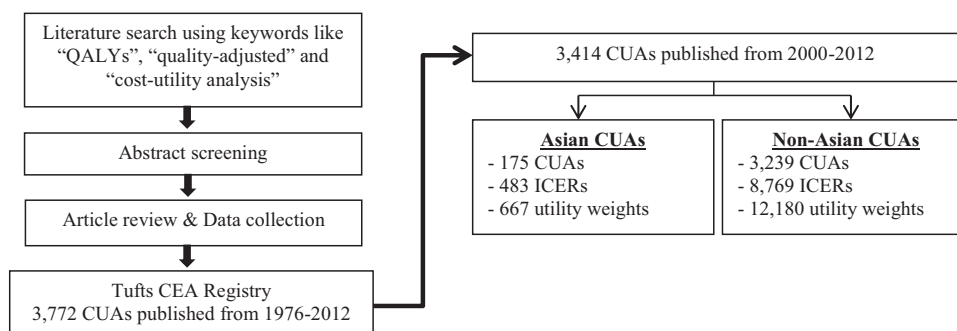 Literature search using keywords like
“QALYs”, “quality-adjusted” and
“cost-utility analysis”
Abstract screening
Article review & Data collection
Tufts CEA Registry
3,772 CUAs published from 1976-2012
3,414 CUAs published from 2000-2012
Asian CUAs
- 175 CUAs
- 483 ICERs
- 667 utility weights
Non-Asian CUAs
- 3,239 CUAs
- 8,769 ICERs
- 12,180 utility weights